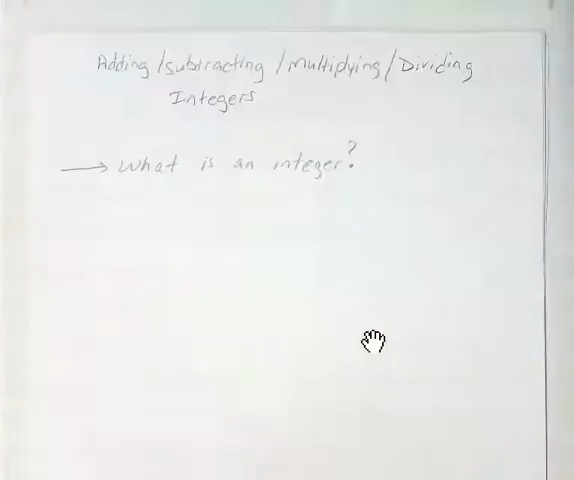 Adding/subtracting/multiplying/Dividing
Integers
→ What is an integer?